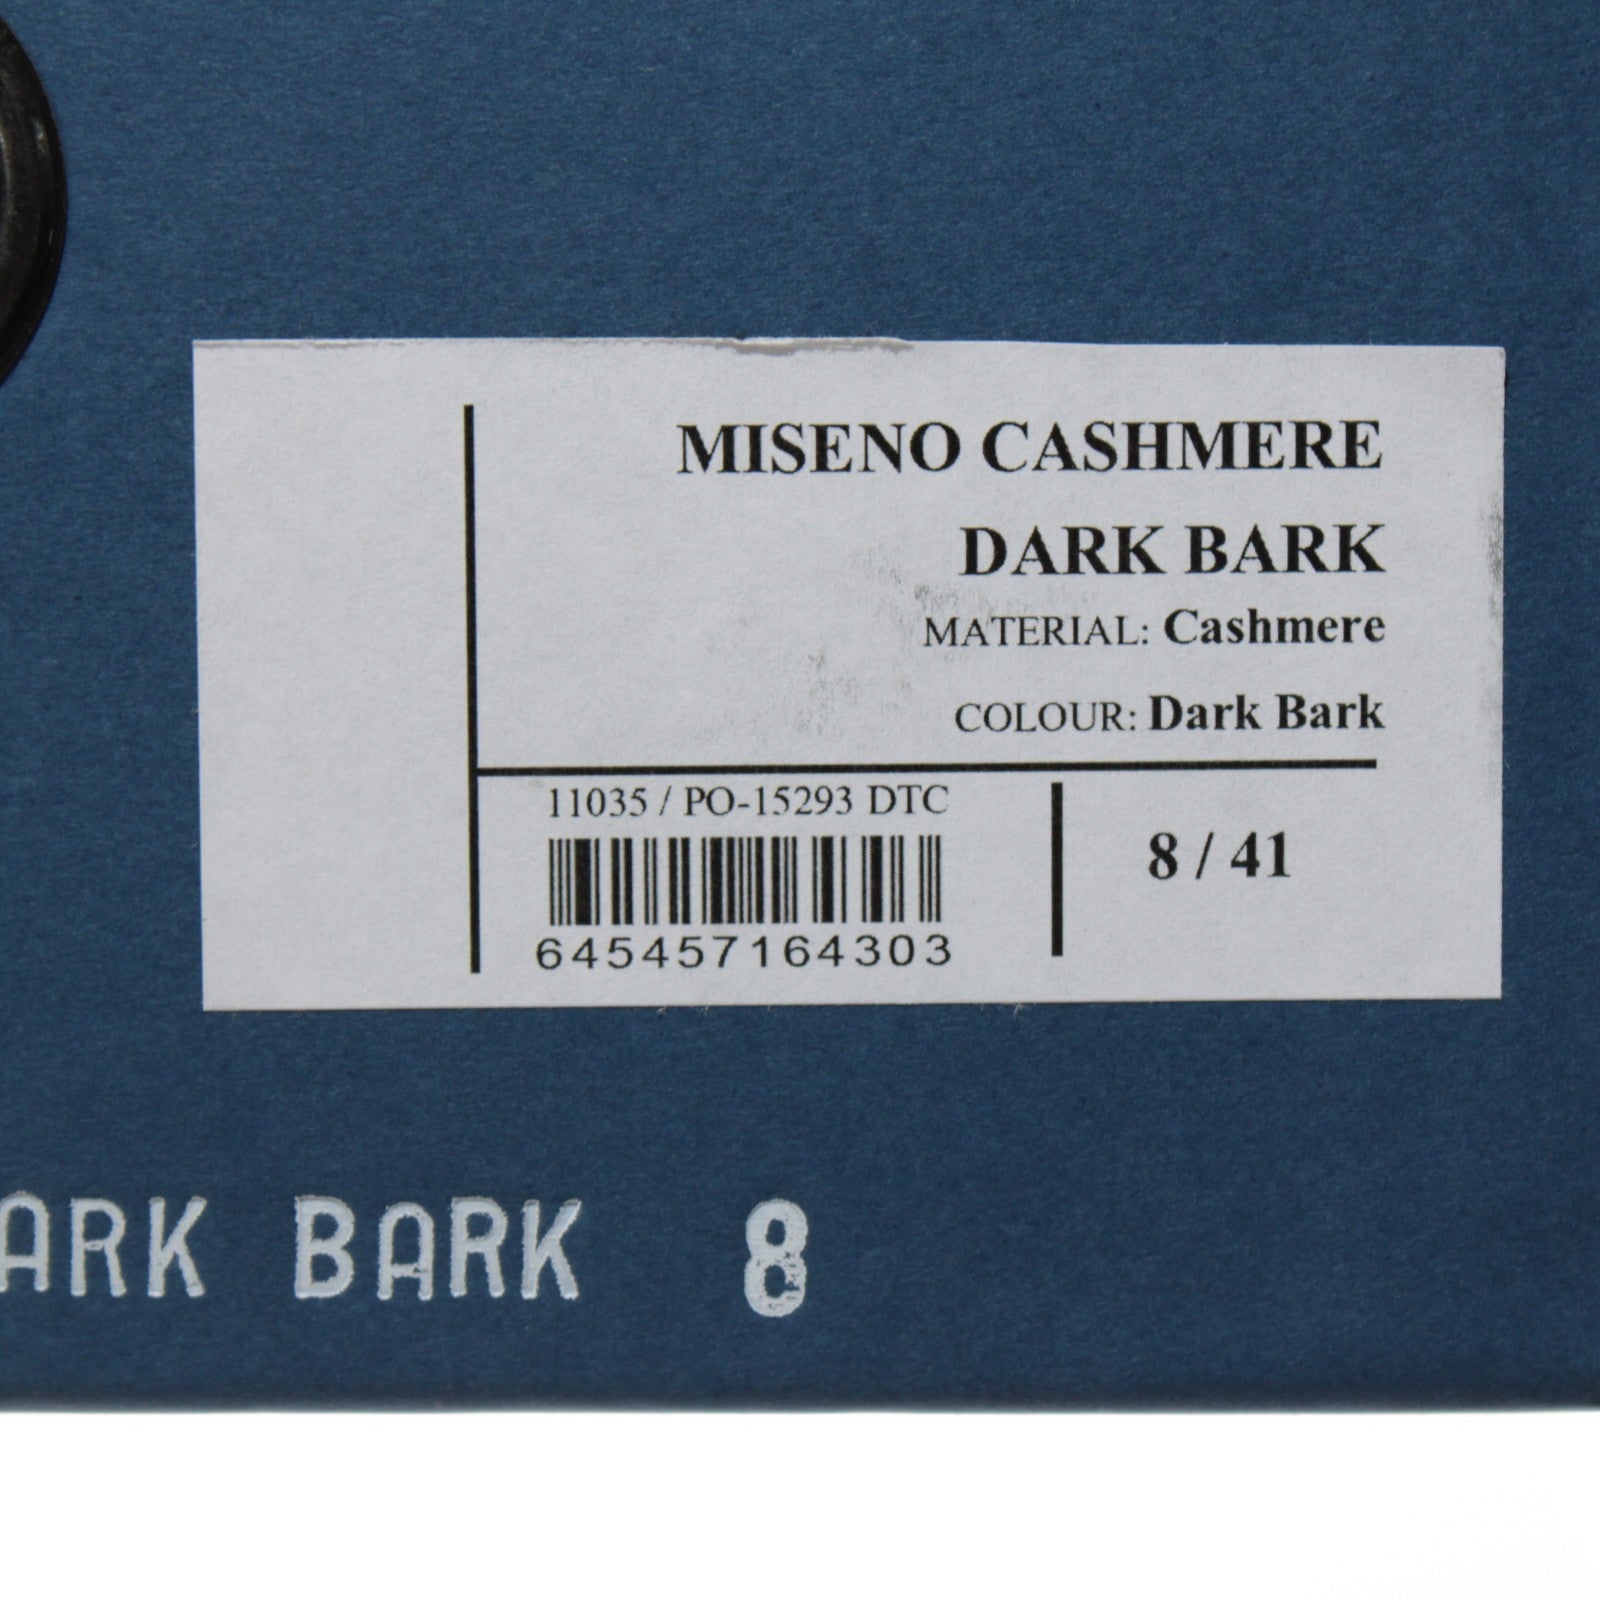 MISENO CASHMERE
DARK BARK
MATERIAL: Cashmere
COLOUR: Dark Bark
11035 / PO-15293 DTC
645457164303
8 / 41
ARK BARK 8